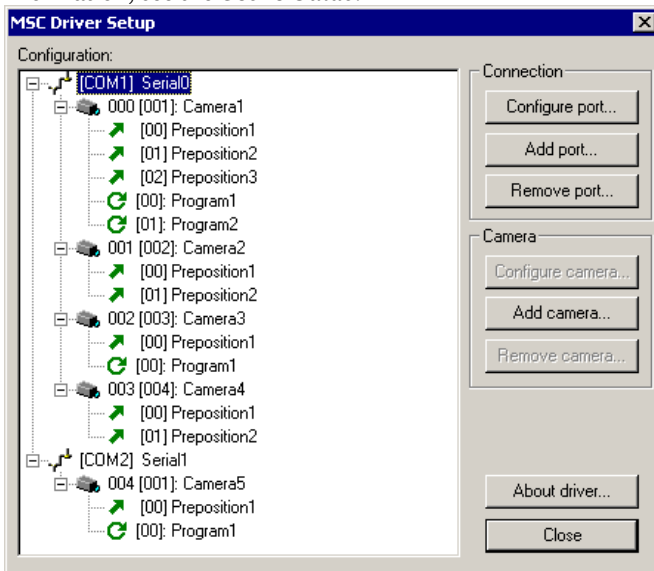 MSC Driver Setup
Configuration:
[COM1] Serial0
000 [001]: Camera1
[00] Preposition1
[01] Preposition2
[02] Preposition3
[00]: Program1
[01]: Program2
001 [002]: Camera2
[00] Preposition1
[01] Preposition2
002 [003]: Camera3
[00] Preposition1
[00]: Program1
003 [004]: Camera4
[00] Preposition1
[01] Preposition2
[COM2] Serial1
004 [001]: Camera5
[00] Preposition1
[00]: Program1
Connection
Configure port...
Add port...
Remove port...
Camera
Configure camera...
Add camera...
Remove camera...
About driver...
Close